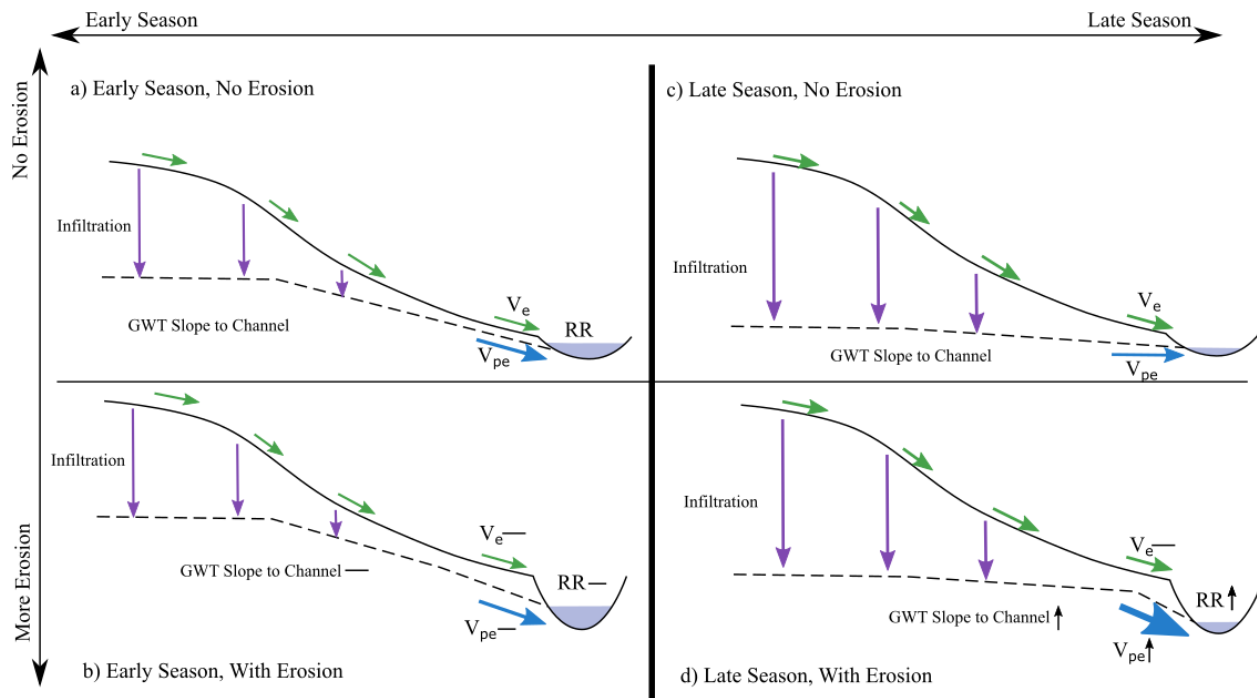 Early Season
Late Season
No Erosion
More Erosion
a) Early Season, No Erosion
Infiltration
GWT Slope to Channel
Vₑ
RR
Vₚₑ
c) Late Season, No Erosion
Infiltration
GWT Slope to Channel
Vₑ
Vₚₑ
Infiltration
GWT Slope to Channel —
Vₑ—
RR —
Vₚₑ—
b) Early Season, With Erosion
Infiltration
GWT Slope to Channel ↑
Vₑ—
RR ↑
Vₚₑ↑
d) Late Season, With Erosion